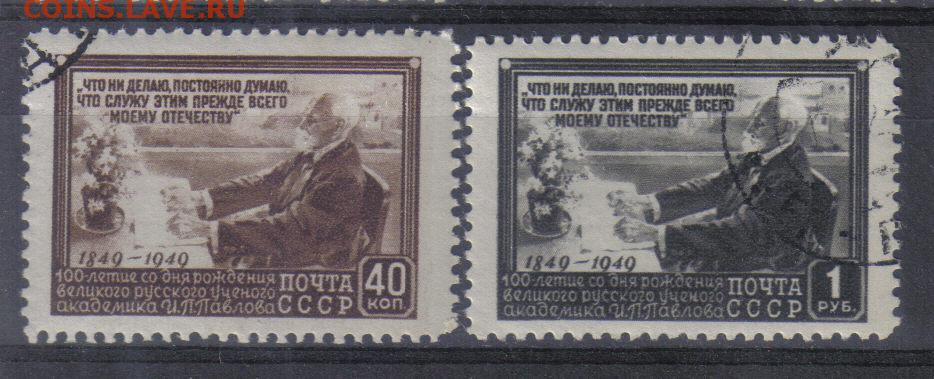 COINS.LAVE.RU
„ЧТО НИ ДЕЛАЮ, ПОСТОЯННО ДУМАЮ,
ЧТО СЛУЖУ ЭТИМ ПРЕЖДЕ ВСЕГО
МОЕМУ ОТЕЧЕСТВУ"
1849–1949
100-летие со дня рождения
великого русского ученого
академика И.П.Павлова
ПОЧТА
СССР
40
КОП
„ЧТО НИ ДЕЛАЮ, ПОСТОЯННО ДУМАЮ,
ЧТО СЛУЖУ ЭТИМ ПРЕЖДЕ ВСЕГО
МОЕМУ ОТЕЧЕСТВУ"
1849–1949
100-летие со дня рождения
великого русского ученого
академика И.П.Павлова
ПОЧТА
СССР
1
РУБ.